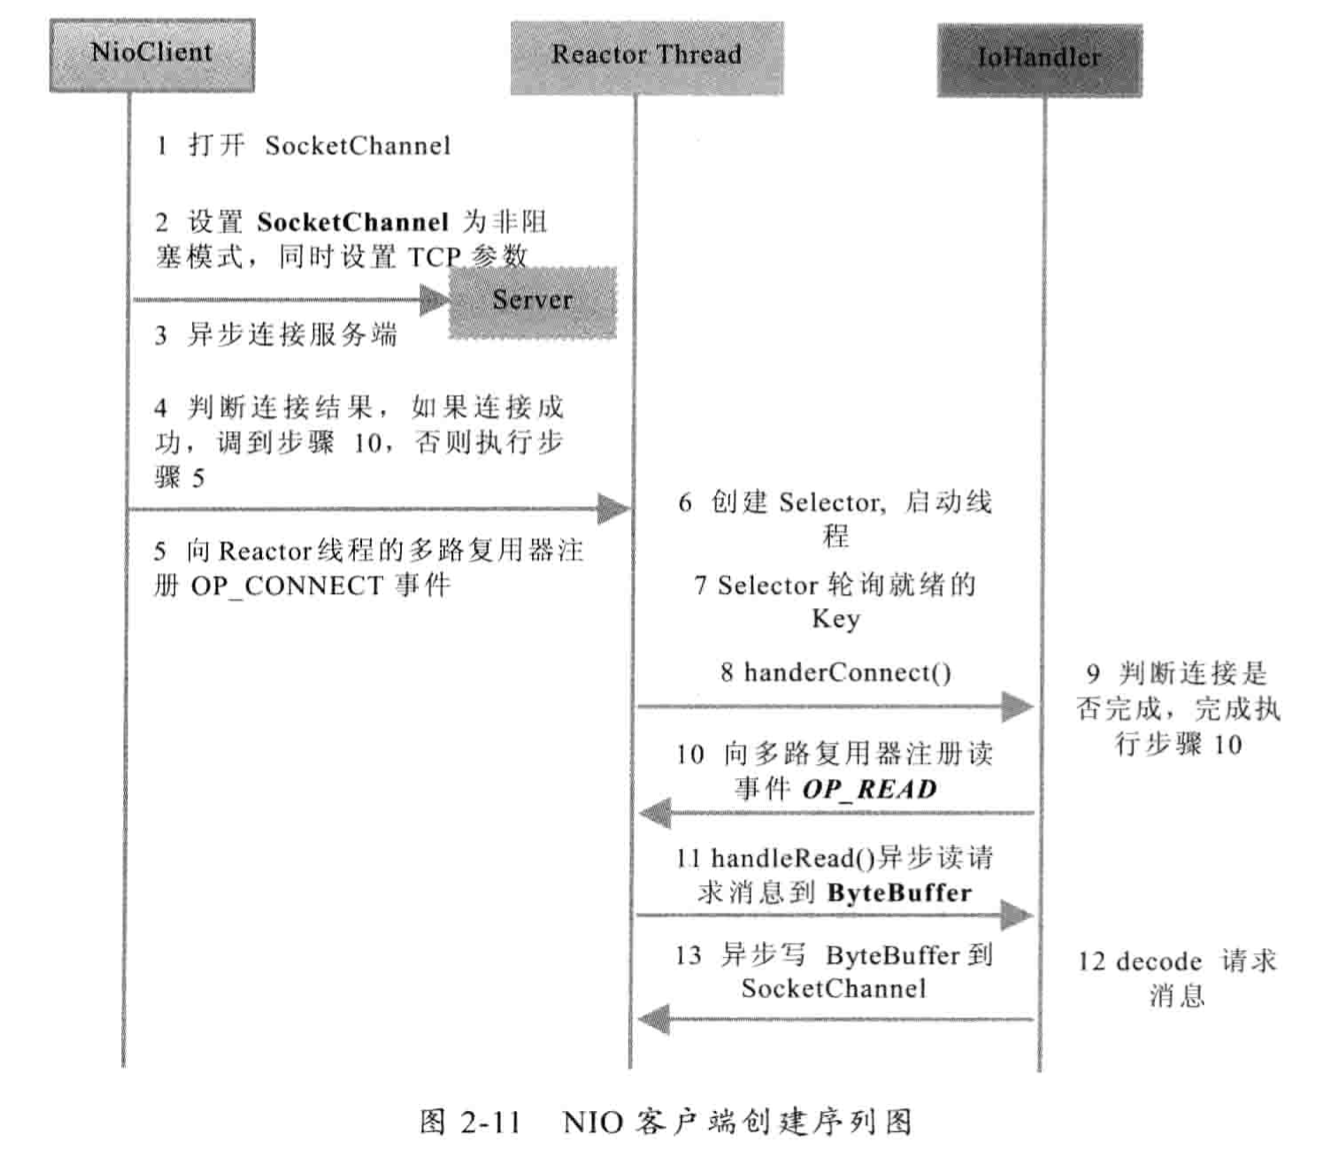 NioClient
Reactor Thread
IoHandler
1 打开 SocketChannel
2 设置 SocketChannel 为非阻
塞模式，同时设置 TCP 参数
Server
3 异步连接服务端
4 判断连接结果，如果连接成
功，调到步骤 10，否则执行步
骤 5
5 向 Reactor 线程的多路复用器注
册 OP_CONNECT 事件
6 创建 Selector, 启动线
程
7 Selector 轮询就绪的
Key
8 handerConnect()
9 判断连接是
否完成，完成执
行步骤 10
10 向多路复用器注册读
事件 OP_READ
11 handleRead()异步读请
求消息到 ByteBuffer
12 decode 请求
消息
13 异步写 ByteBuffer 到
SocketChannel
图 2-11 NIO 客户端创建序列图